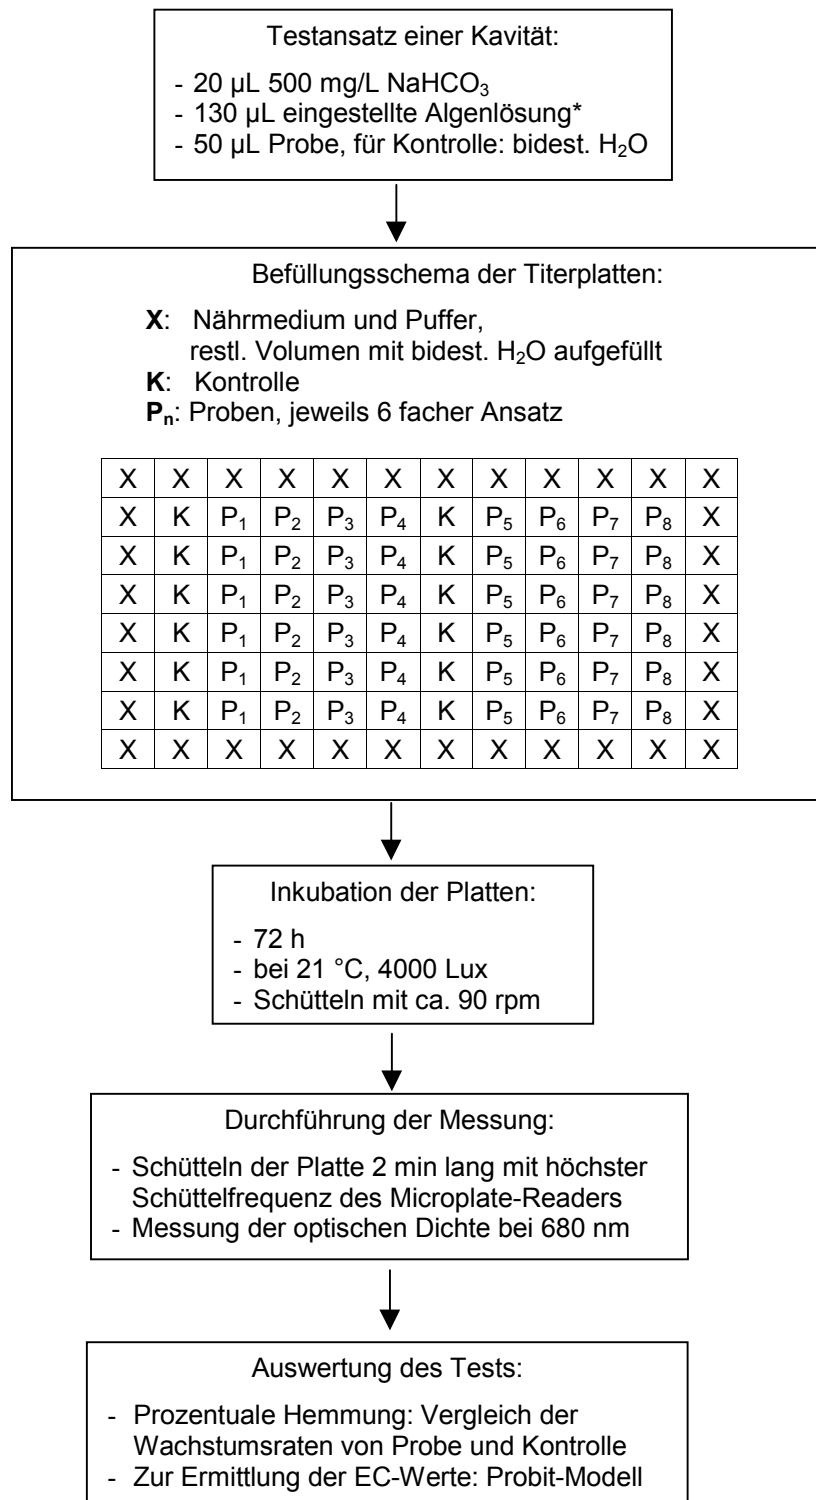 Testansatz einer Kavität:
- 20 µL 500 mg/L NaHCO₃
- 130 µL eingestellte Algenlösung*
- 50 µL Probe, für Kontrolle: bidest. H₂O
Befüllungsschema der Titerplatten:
X: Nährmedium und Puffer,
restl. Volumen mit bidest. H₂O aufgefüllt
K: Kontrolle
Pₙ: Proben, jeweils 6 facher Ansatz
X X X X X X X X X X X X
X K P₁ P₂ P₃ P₄ K P₅ P₆ P₇ P₈ X
X K P₁ P₂ P₃ P₄ K P₅ P₆ P₇ P₈ X
X K P₁ P₂ P₃ P₄ K P₅ P₆ P₇ P₈ X
X K P₁ P₂ P₃ P₄ K P₅ P₆ P₇ P₈ X
X K P₁ P₂ P₃ P₄ K P₅ P₆ P₇ P₈ X
X K P₁ P₂ P₃ P₄ K P₅ P₆ P₇ P₈ X
X X X X X X X X X X X X
Inkubation der Platten:
- 72 h
- bei 21 °C, 4000 Lux
- Schütteln mit ca. 90 rpm
Durchführung der Messung:
- Schütteln der Platte 2 min lang mit höchster
Schüttelfrequenz des Microplate-Readers
- Messung der optischen Dichte bei 680 nm
Auswertung des Tests:
- Prozentuale Hemmung: Vergleich der
Wachstumsraten von Probe und Kontrolle
- Zur Ermittlung der EC-Werte: Probit-Modell